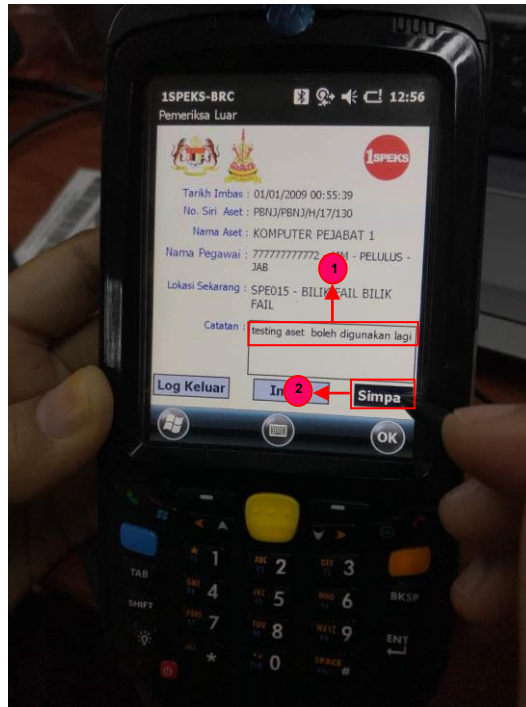 1SPEKS-BRC 12:56
Pemeriksa Luar
1SPEKS
Tarikh Imbas : 01/01/2009 00:55:39
No. Siri Aset : PBNJ/PBNJ/H/17/130
Nama Aset : KOMPUTER PEJABAT 1
Nama Pegawai : 777777777772 - - PELULUS -
JAB
1
Lokasi Sekarang : SPE015 - BILIK FAIL BILIK
FAIL
Catatan : testing aset boleh digunakan lagi
Log Keluar 2 Simpa
OK
1 ABC 2 DEF 3
TAB GHI 4 JKL 5 MNO 6 BKSP
SHIFT PQRS 7 TUV 8 WXYZ 9 ENT
* 0 SPACE #